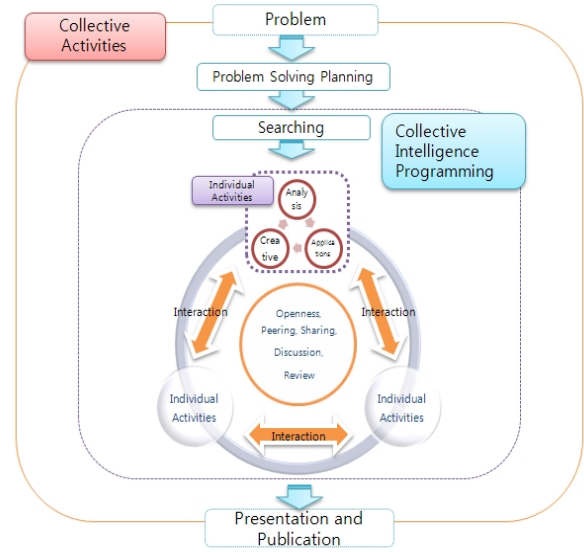 Collective
Activities
Problem
Problem Solving Planning
Searching
Collective
Intelligence
Programming
Individual
Activities
Analy
sis
Crea
tive
Applica
tions
Interaction
Interaction
Openness,
Peering, Sharing,
Discussion,
Review
Individual
Activities
Individual
Activities
Interaction
Presentation and
Publication